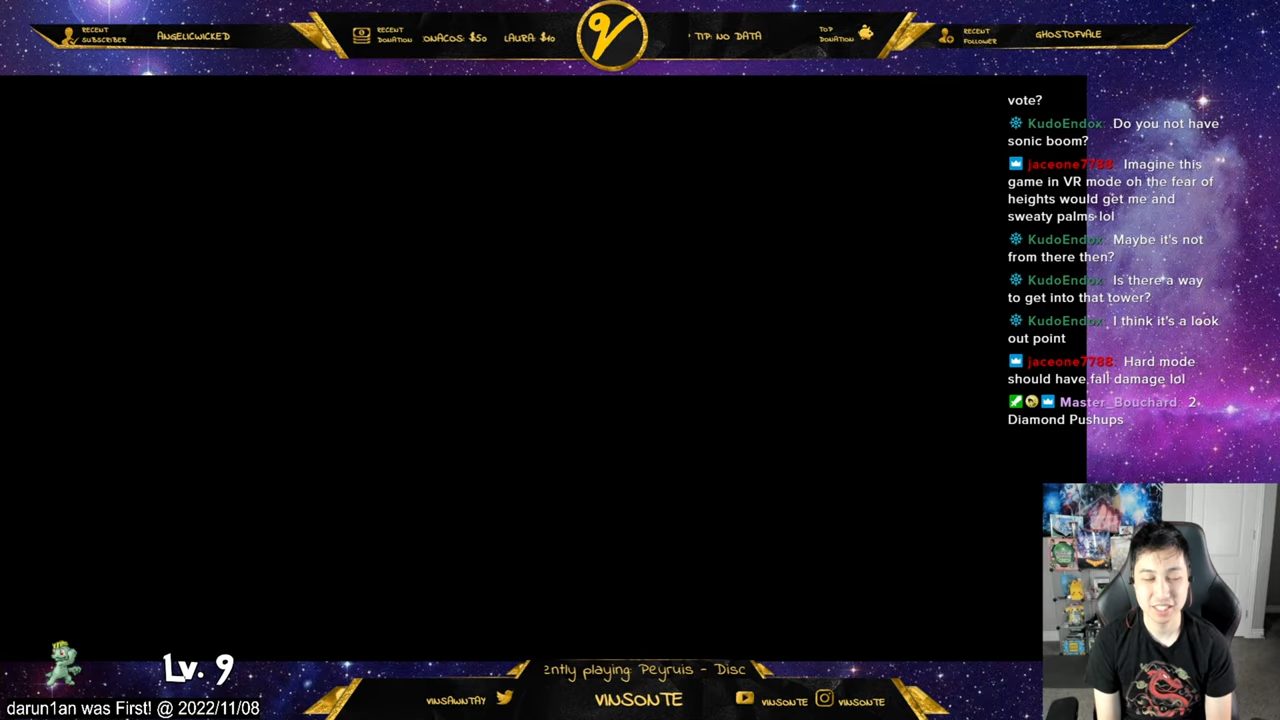 RECENT SUBSCRIBER
ANGELICWICKED
RECENT DONATION
ONACOS: $50 LAURA: $40
TIP: NO DATA
TOP DONATION
RECENT FOLLOWER
GHOSTOFVALE
vote?
KudoEndox: Do you not have
sonic boom?
jaceone7788: Imagine this
game in VR mode oh the fear of
heights would get me and
sweaty palms lol
KudoEndox: Maybe it's not
from there then?
KudoEndox: Is there a way
to get into that tower?
KudoEndox: I think it's a look
out point
jaceone7788: Hard mode
should have fall damage lol
Master_Bouchard: 2
Diamond Pushups
Lv. 9
ently playing: Peyruis - Disc
darun1an was First! @ 2022/11/08
VINSAWNTAY
VINSONTE
VINSONTE
VINSONTE